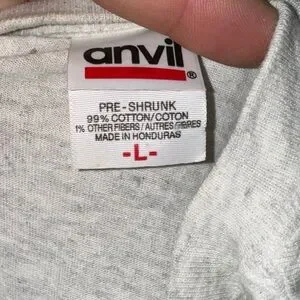 anvil®
PRE-SHRUNK
99% COTTON/COTON
1% OTHER FIBERS/AUTRES FIBRES
MADE IN HONDURAS
-L-